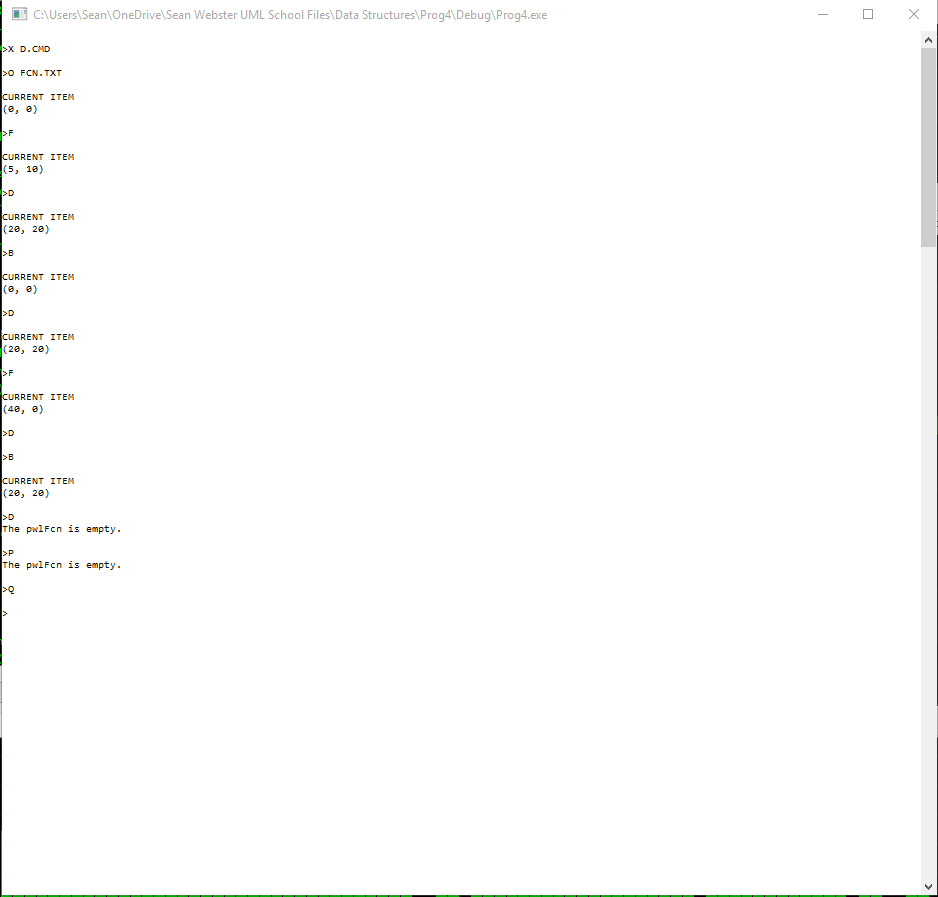 C:\Users\Sean\OneDrive\Sean Webster UML School Files\Data Structures\Prog4\Debug\Prog4.exe
>X D.CMD
>O FCN.TXT
CURRENT ITEM
(0, 0)
>F
CURRENT ITEM
(5, 10)
>D
CURRENT ITEM
(20, 20)
>B
CURRENT ITEM
(0, 0)
>D
CURRENT ITEM
(20, 20)
>F
CURRENT ITEM
(40, 0)
>D
>B
CURRENT ITEM
(20, 20)
>D
The pwlFcn is empty.
>P
The pwlFcn is empty.
>Q
>